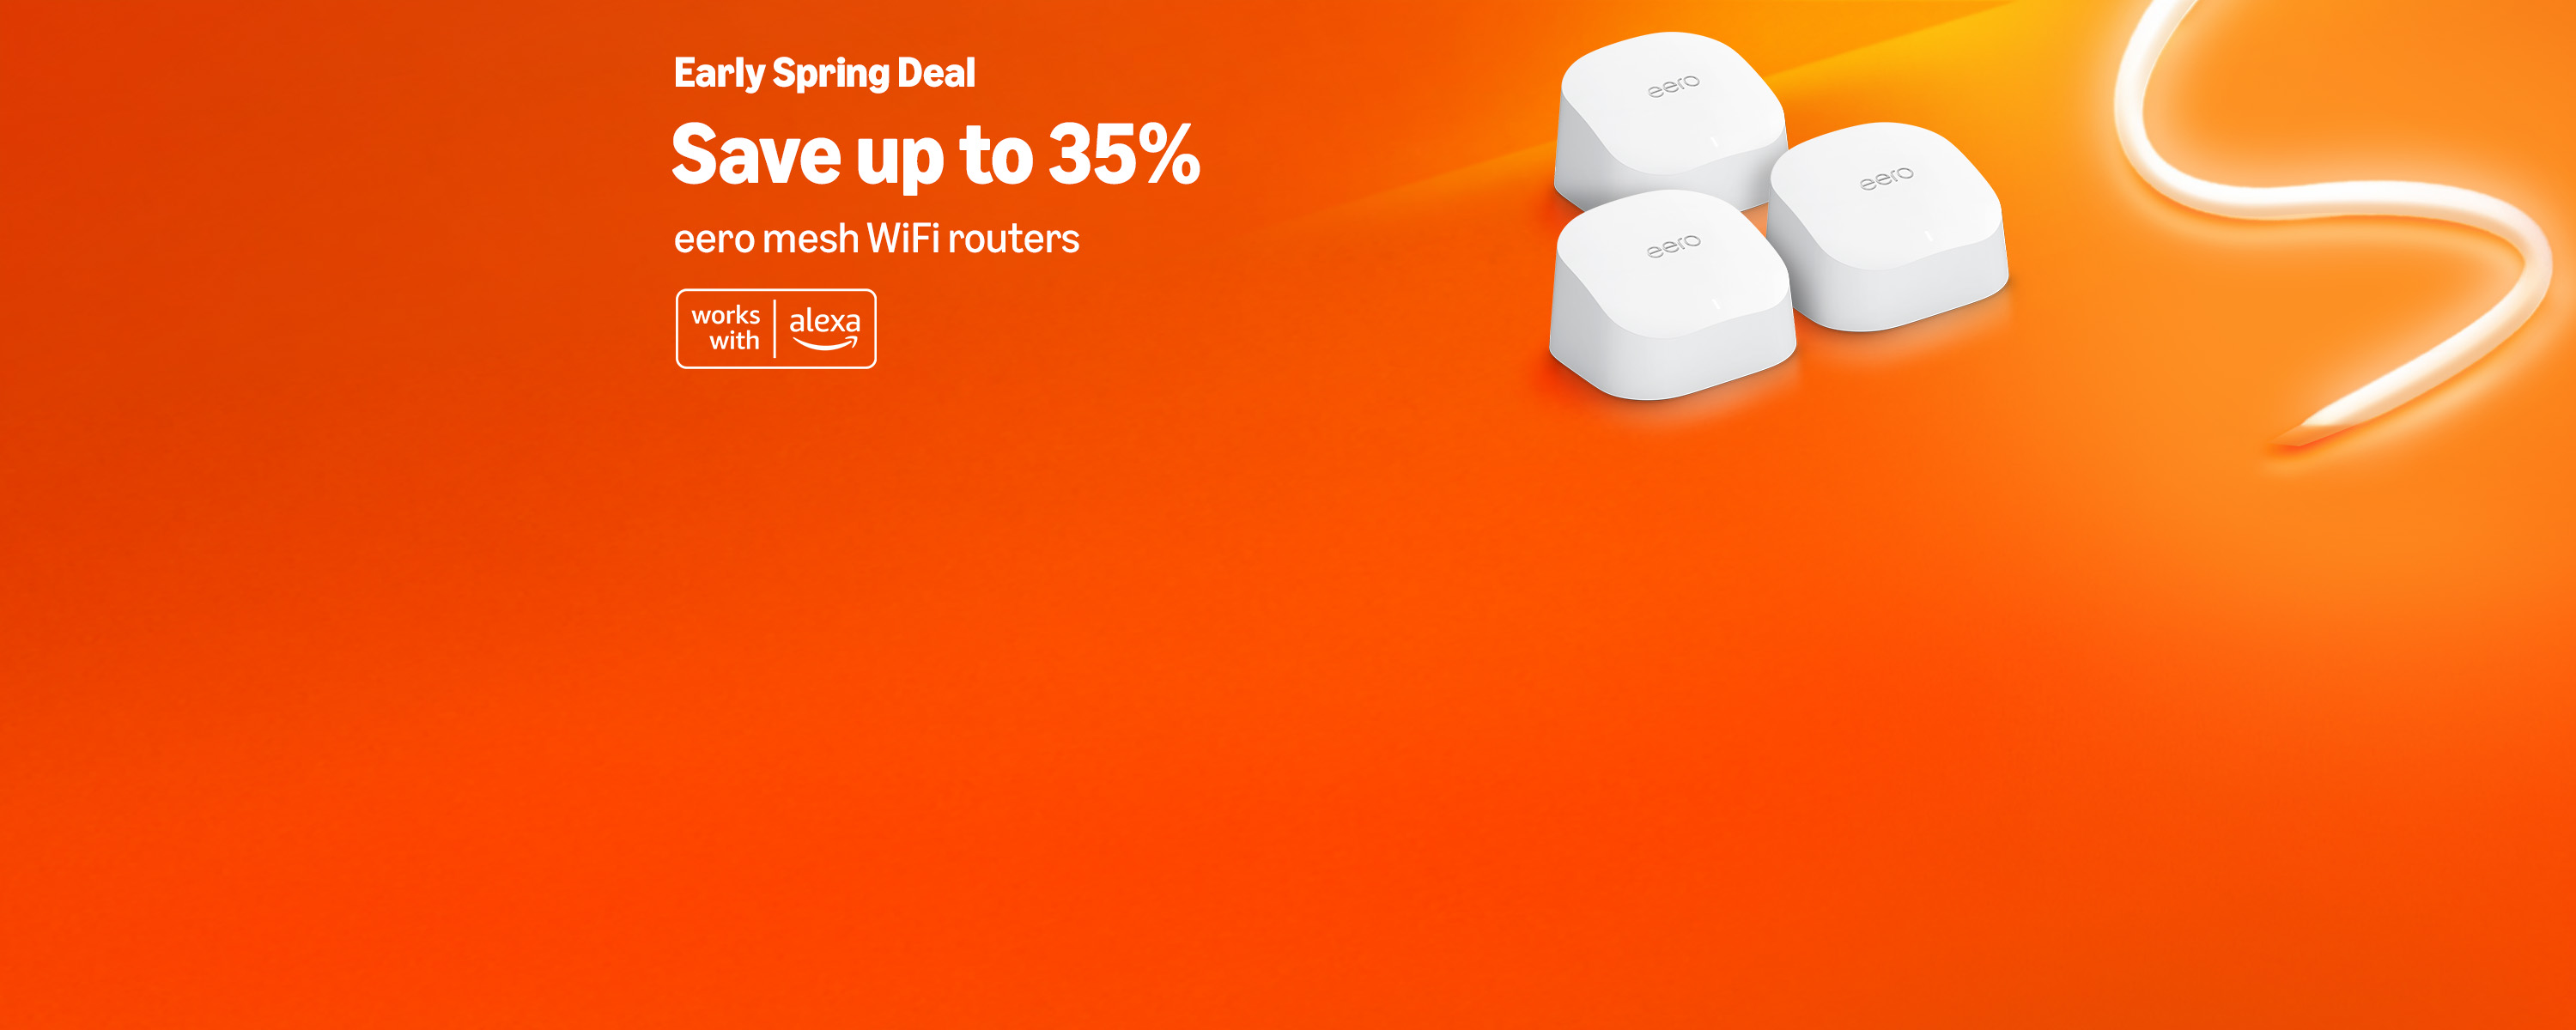 Early Spring Deal
Save up to 35%
eero mesh WiFi routers
works
with
alexa
eero
eero
eero